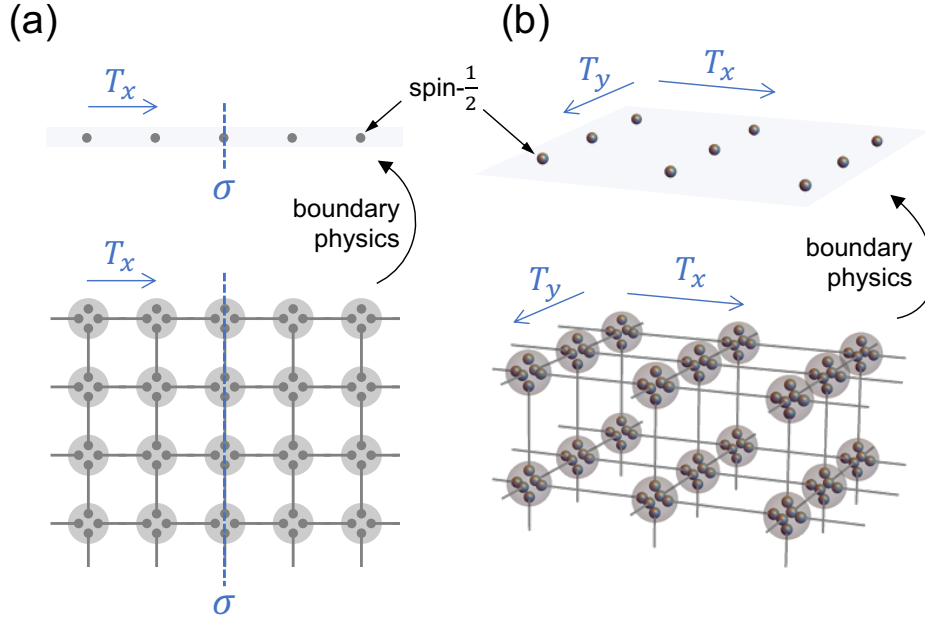 (a)
T_x
σ
boundary
physics
T_x
σ
spin-1/2
(b)
T_y
T_x
boundary
physics
T_y
T_x